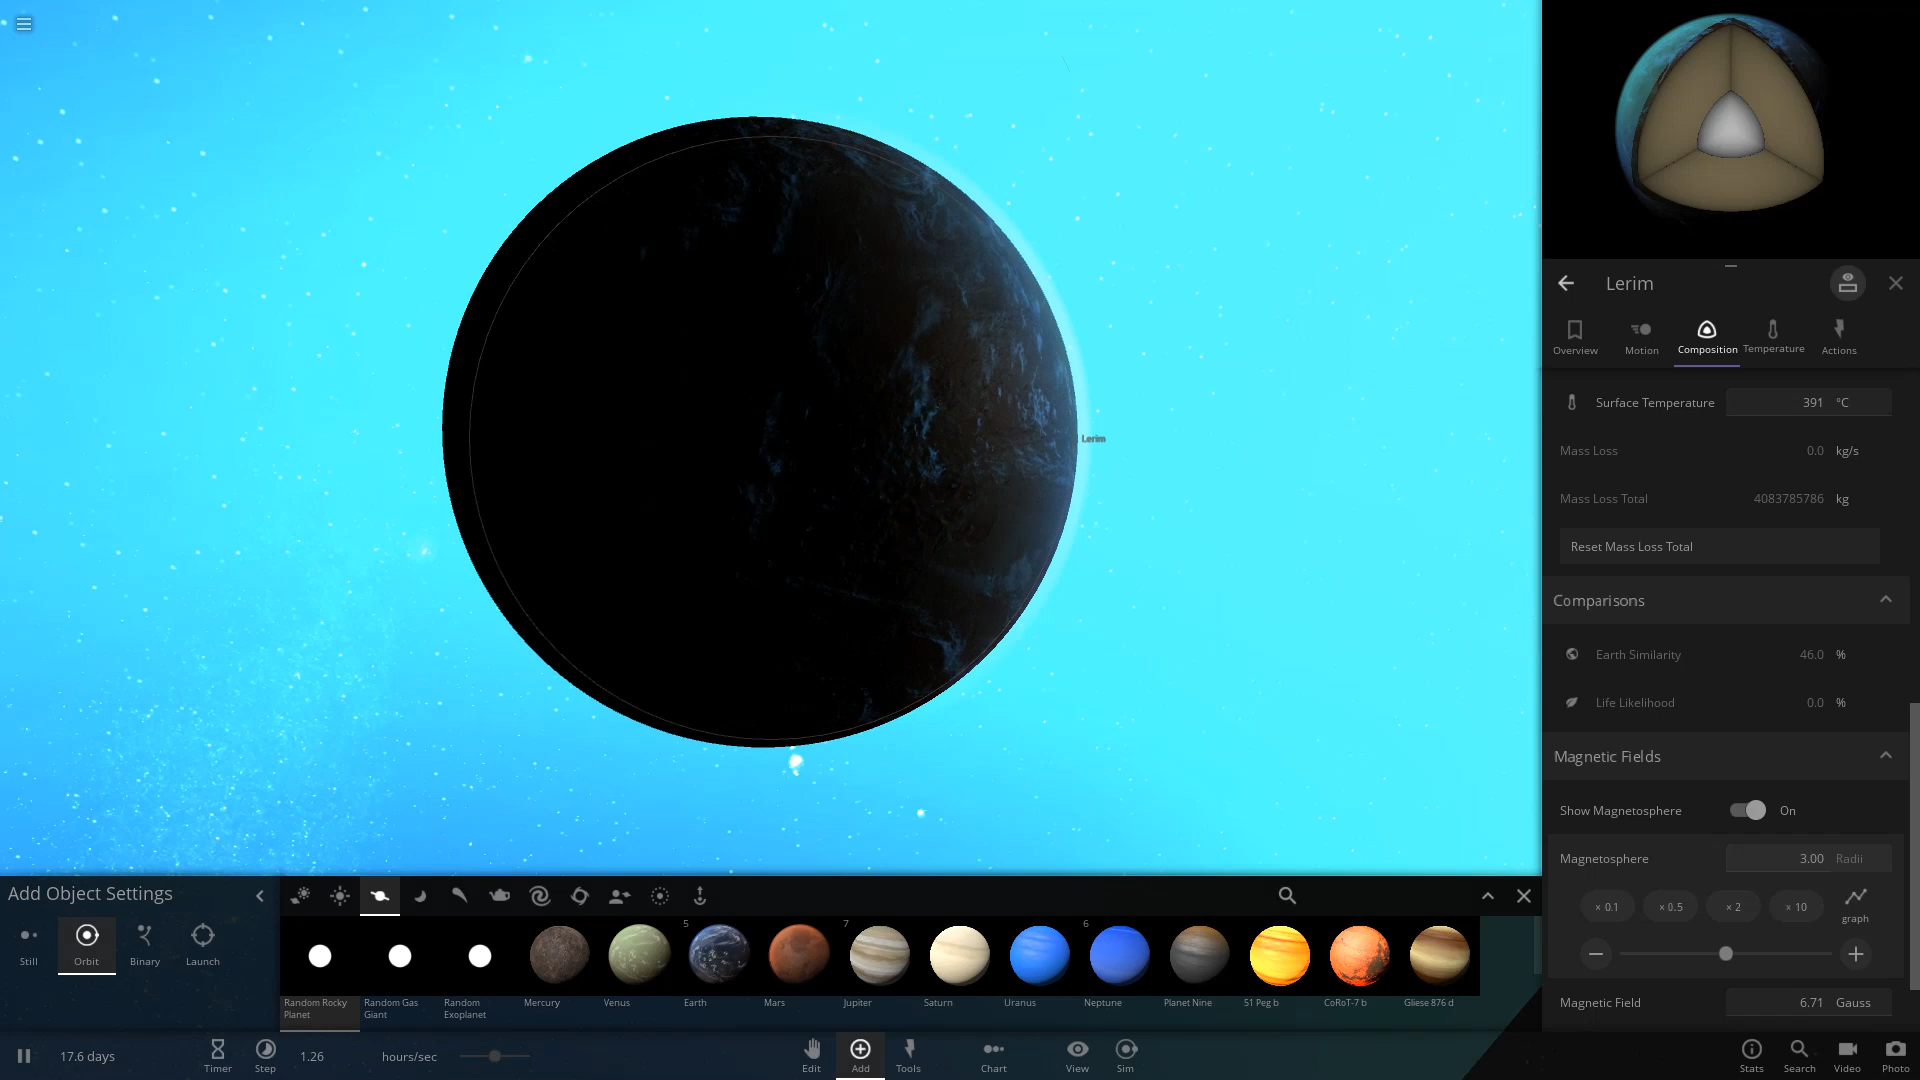 Lerim
Lerim
Overview
Motion
Composition
Temperature
Actions
Surface Temperature 391 °C
Mass Loss 0.0 kg/s
Mass Loss Total 4083785786 kg
Reset Mass Loss Total
Comparisons
Earth Similarity 46.0 %
Life Likelihood 0.0 %
Magnetic Fields
Show Magnetosphere On
Magnetosphere 3.00 Radii
× 0.1 × 0.5 × 2 × 10 graph
Magnetic Field 6.71 Gauss
Add Object Settings
Still Orbit Binary Launch
5 7 6
Random Rocky Planet
Random Gas Giant
Random Exoplanet
Mercury
Venus
Earth
Mars
Jupiter
Saturn
Uranus
Neptune
Planet Nine
51 Peg b
CoRoT-7 b
Gliese 876 d
17.6 days
Timer
Step
1.26 hours/sec
Edit
Add
Tools
Chart
View
Sim
Stats
Search
Video
Photo